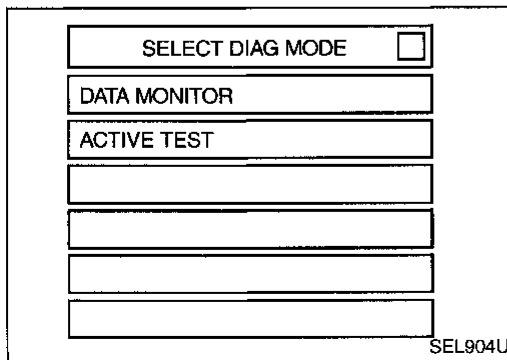 SELECT DIAG MODE
DATA MONITOR
ACTIVE TEST
SEL904U